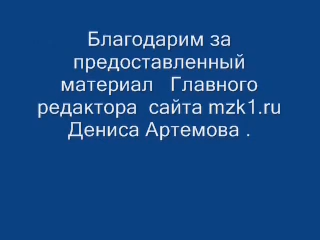 Благодарим за
предоставленный
материал Главного
редактора сайта mzk1.ru
Дениса Артемова .